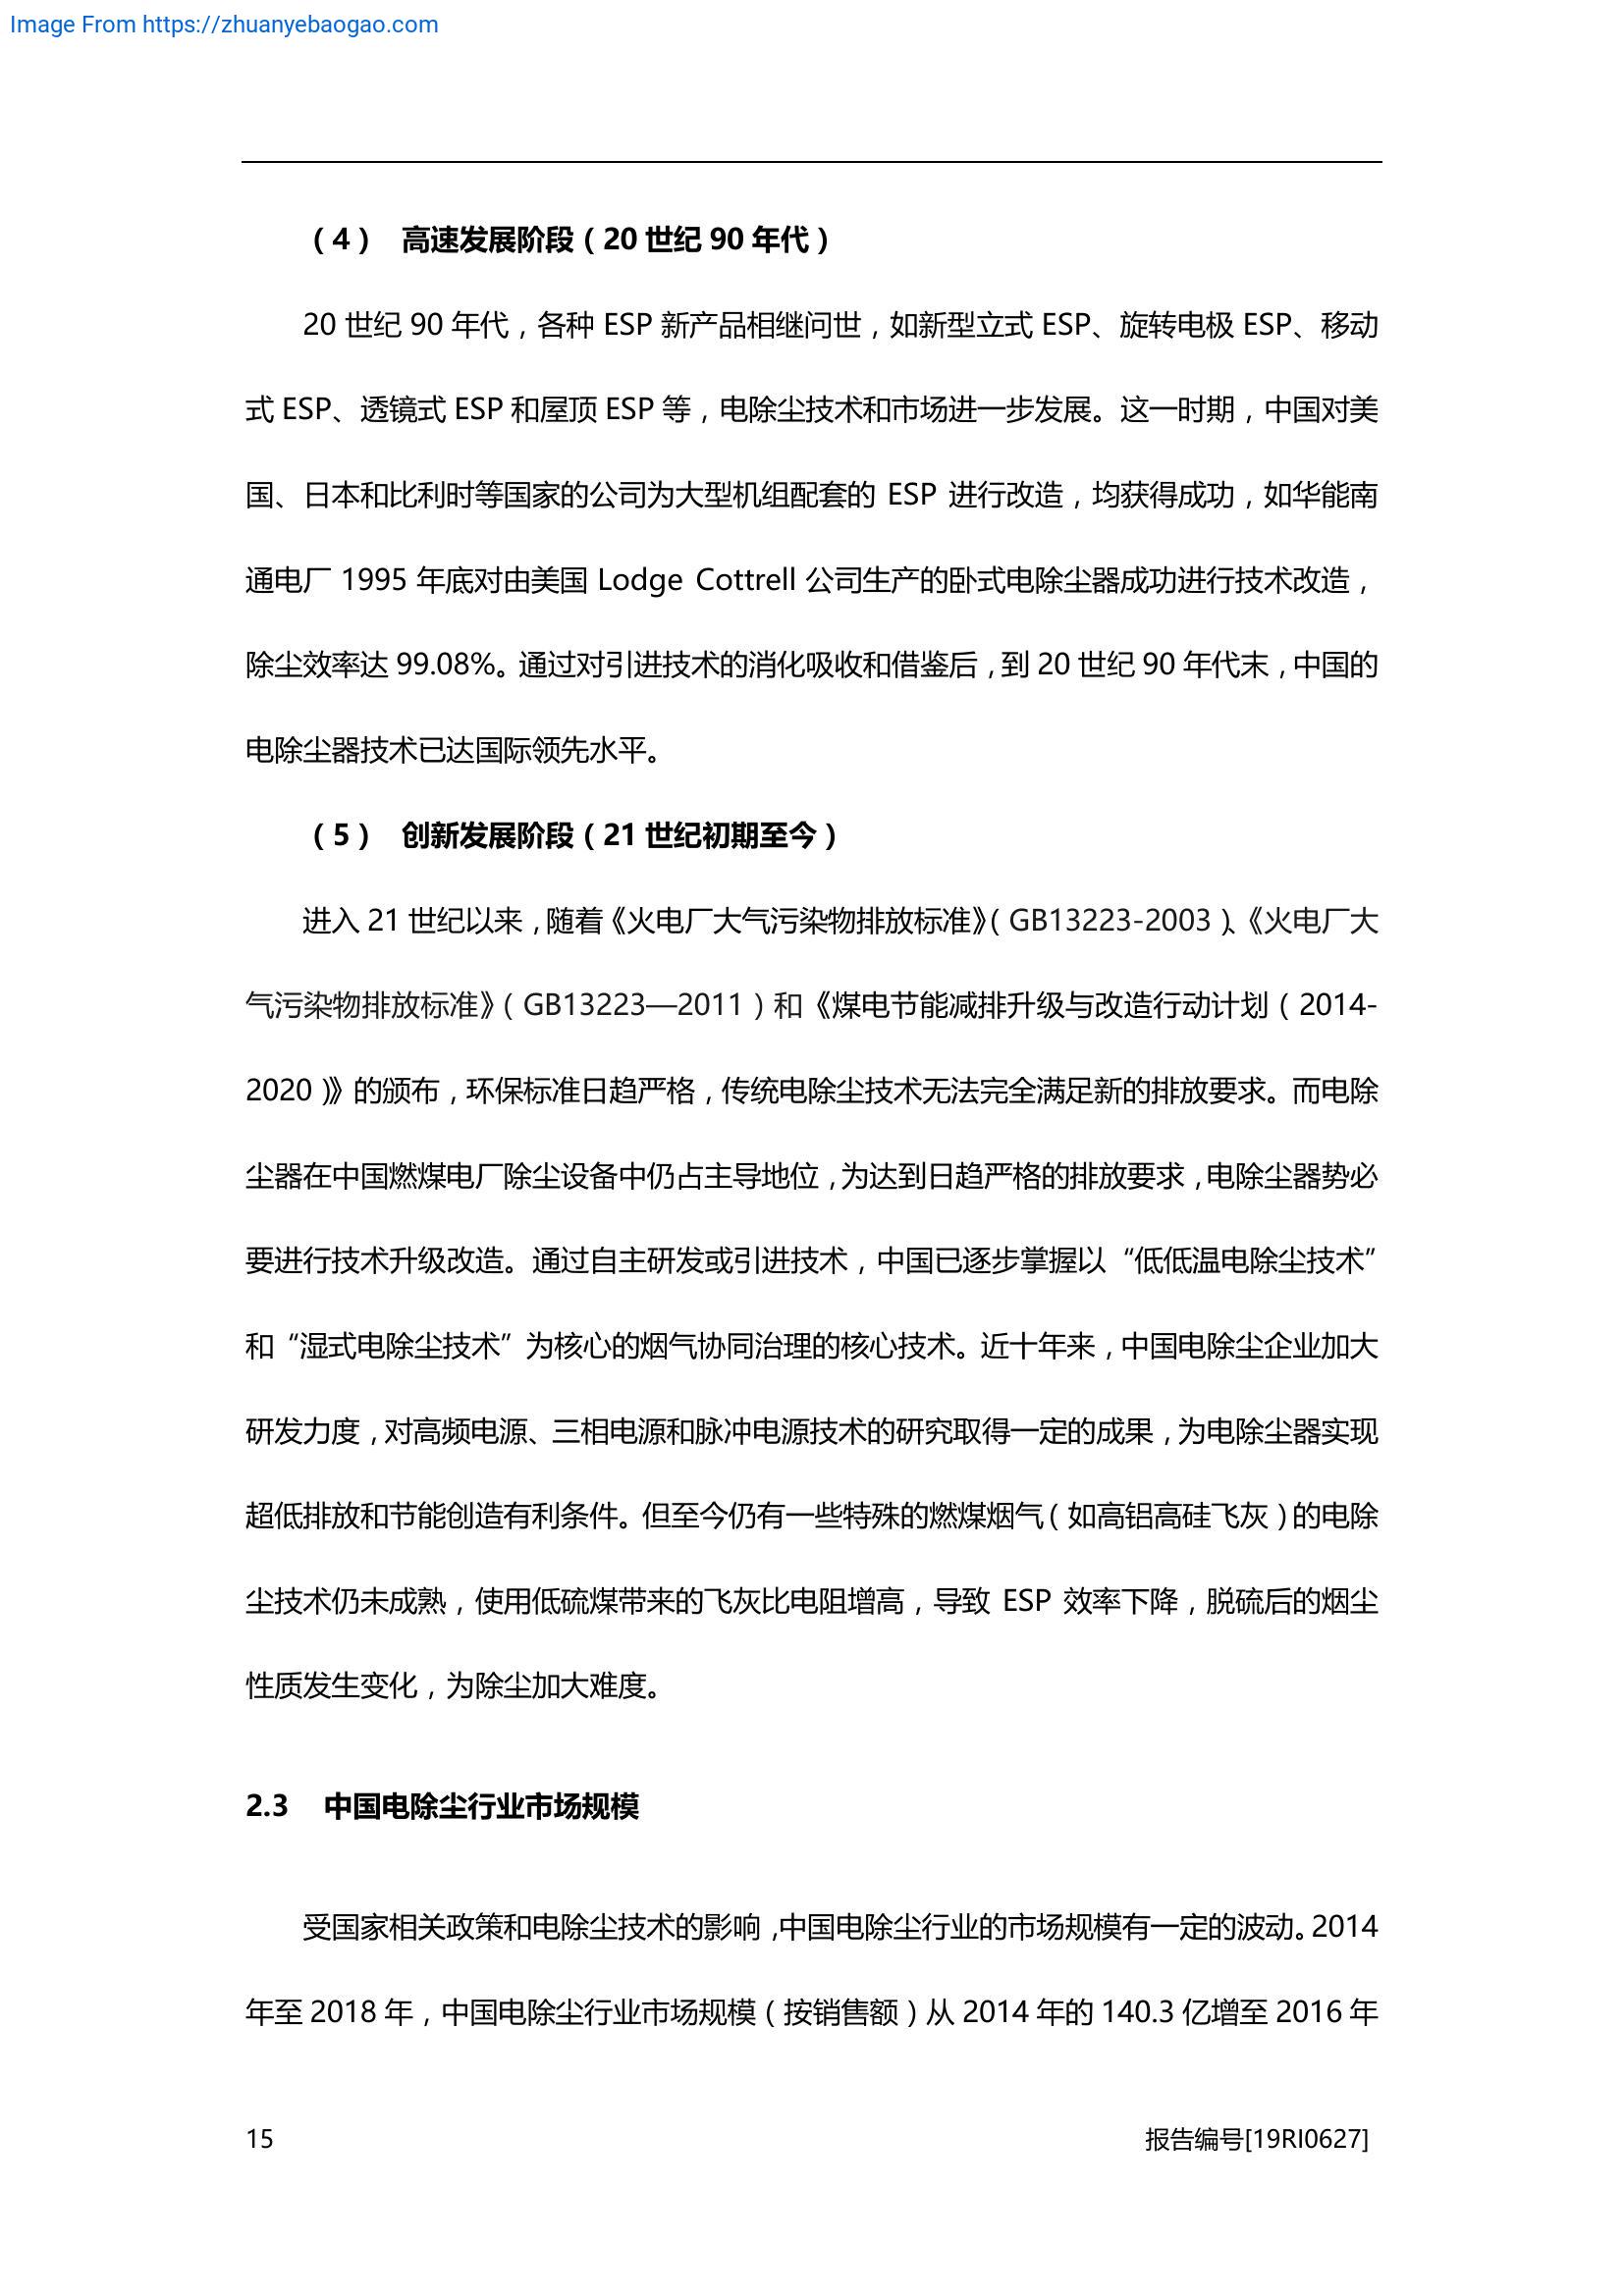 Image From https://zhuanyebaogao.com
（4） 高速发展阶段（20 世纪 90 年代）
20 世纪 90 年代，各种 ESP 新产品相继问世，如新型立式 ESP、旋转电极 ESP、移动
式 ESP、透镜式 ESP 和屋顶 ESP 等，电除尘技术和市场进一步发展。这一时期，中国对美
国、日本和比利时等国家的公司为大型机组配套的 ESP 进行改造，均获得成功，如华能南
通电厂 1995 年底对由美国 Lodge Cottrell 公司生产的卧式电除尘器成功进行技术改造，
除尘效率达 99.08%。通过对引进技术的消化吸收和借鉴后，到 20 世纪 90 年代末，中国的
电除尘器技术已达国际领先水平。
（5） 创新发展阶段（21 世纪初期至今）
进入 21 世纪以来，随着《火电厂大气污染物排放标准》（GB13223-2003）、《火电厂大
气污染物排放标准》（GB13223—2011）和《煤电节能减排升级与改造行动计划（2014-
2020）》的颁布，环保标准日趋严格，传统电除尘技术无法完全满足新的排放要求。而电除
尘器在中国燃煤电厂除尘设备中仍占主导地位，为达到日趋严格的排放要求，电除尘器势必
要进行技术升级改造。通过自主研发或引进技术，中国已逐步掌握以“低低温电除尘技术”
和“湿式电除尘技术”为核心的烟气协同治理的核心技术。近十年来，中国电除尘企业加大
研发力度，对高频电源、三相电源和脉冲电源技术的研究取得一定的成果，为电除尘器实现
超低排放和节能创造有利条件。但至今仍有一些特殊的燃煤烟气（如高铝高硅飞灰）的电除
尘技术仍未成熟，使用低硫煤带来的飞灰比电阻增高，导致 ESP 效率下降，脱硫后的烟尘
性质发生变化，为除尘加大难度。
2.3 中国电除尘行业市场规模
受国家相关政策和电除尘技术的影响，中国电除尘行业的市场规模有一定的波动。2014
年至 2018 年，中国电除尘行业市场规模（按销售额）从 2014 年的 140.3 亿增至 2016 年
15 报告编号[19RI0627]